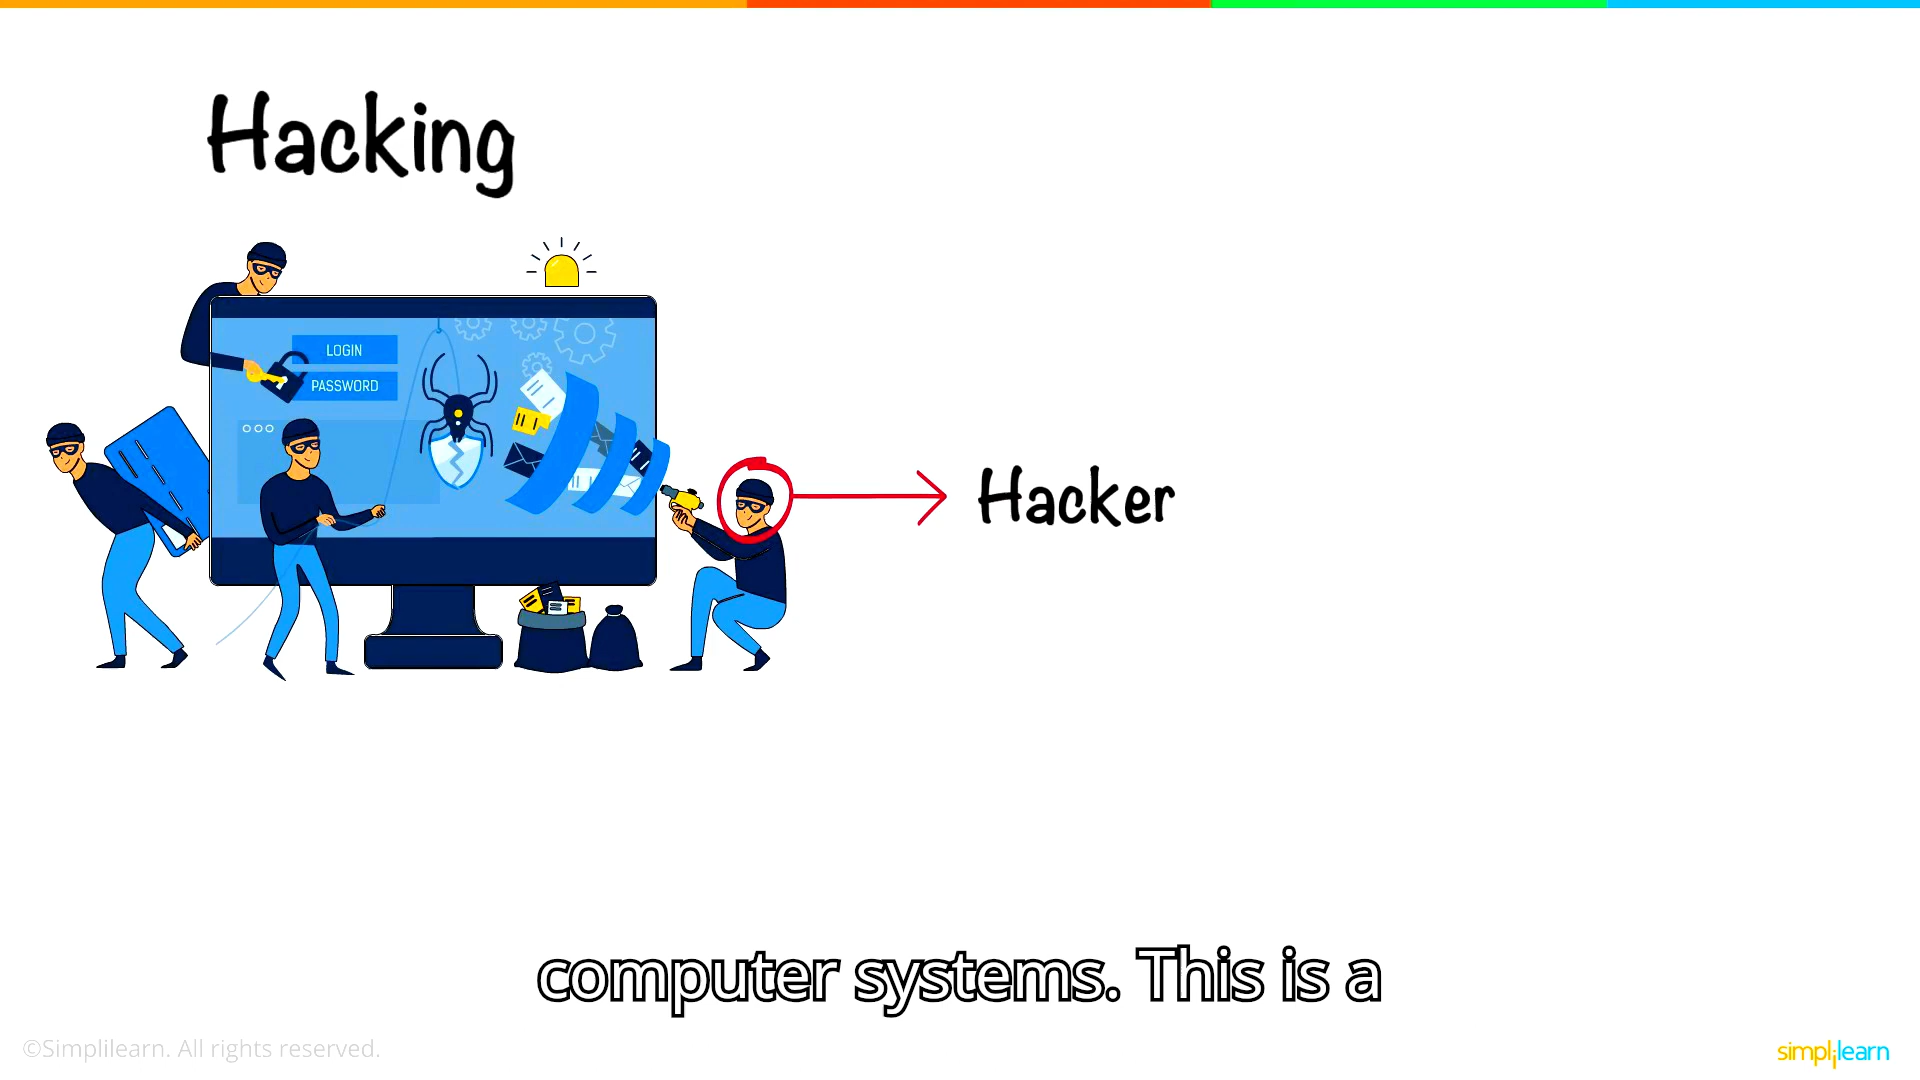 Hacking
LOGIN
PASSWORD
Hacker
computer systems. This is a
©Simplilearn. All rights reserved.
simplilearn